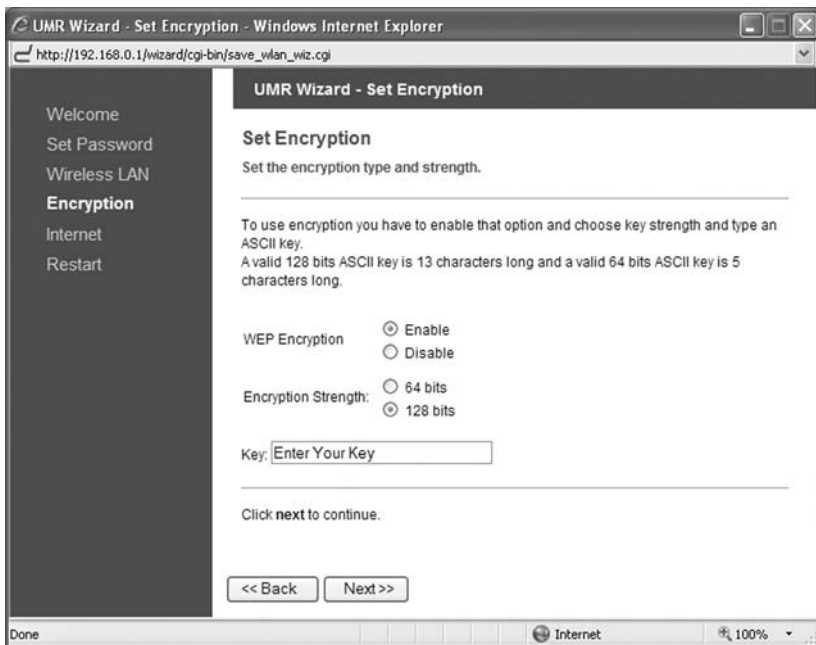 UMR Wizard - Set Encryption - Windows Internet Explorer
http://192.168.0.1/wizard/cgi-bin/save_wlan_wiz.cgi
UMR Wizard - Set Encryption
Welcome
Set Password
Wireless LAN
Encryption
Internet
Restart
Set Encryption
Set the encryption type and strength.
To use encryption you have to enable that option and choose key strength and type an
ASCII key.
A valid 128 bits ASCII key is 13 characters long and a valid 64 bits ASCII key is 5
characters long.
WEP Encryption
Enable
Disable
Encryption Strength:
64 bits
128 bits
Key: Enter Your Key
Click next to continue.
<< Back
Next >>
Done
Internet
100%